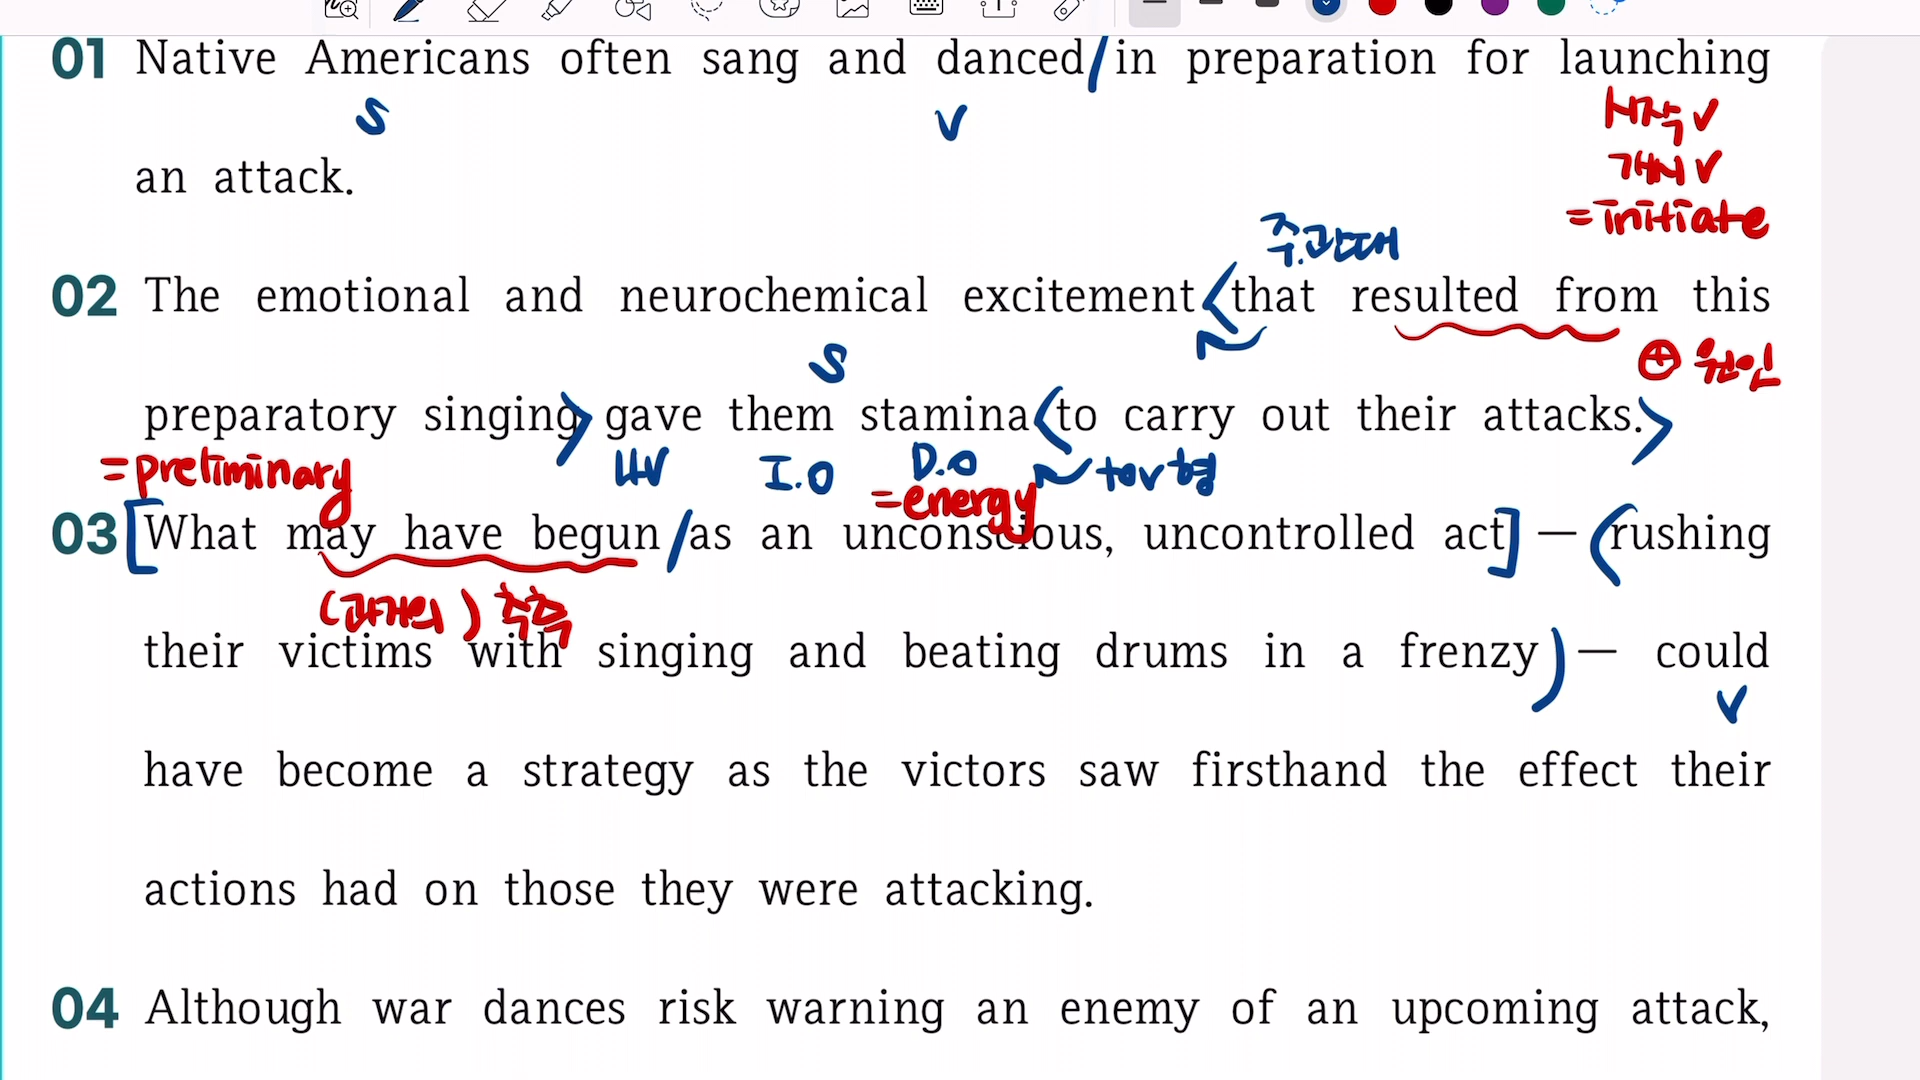 01 Native Americans often sang and danced / in preparation for launching
S V 시작 V
an attack. 개시 V
= initiate
주.관.대
02 The emotional and neurochemical excitement < that resulted from this
S ⊕ 원인
preparatory singing > gave them stamina < to carry out their attacks. >
= preliminary 수V I.O D.O = energy to v 형
03 [ What may have begun / as an unconscious, uncontrolled act ] — ( rushing
(과거의) 추측
their victims with singing and beating drums in a frenzy ) — could
V
have become a strategy as the victors saw firsthand the effect their
actions had on those they were attacking.
04 Although war dances risk warning an enemy of an upcoming attack,